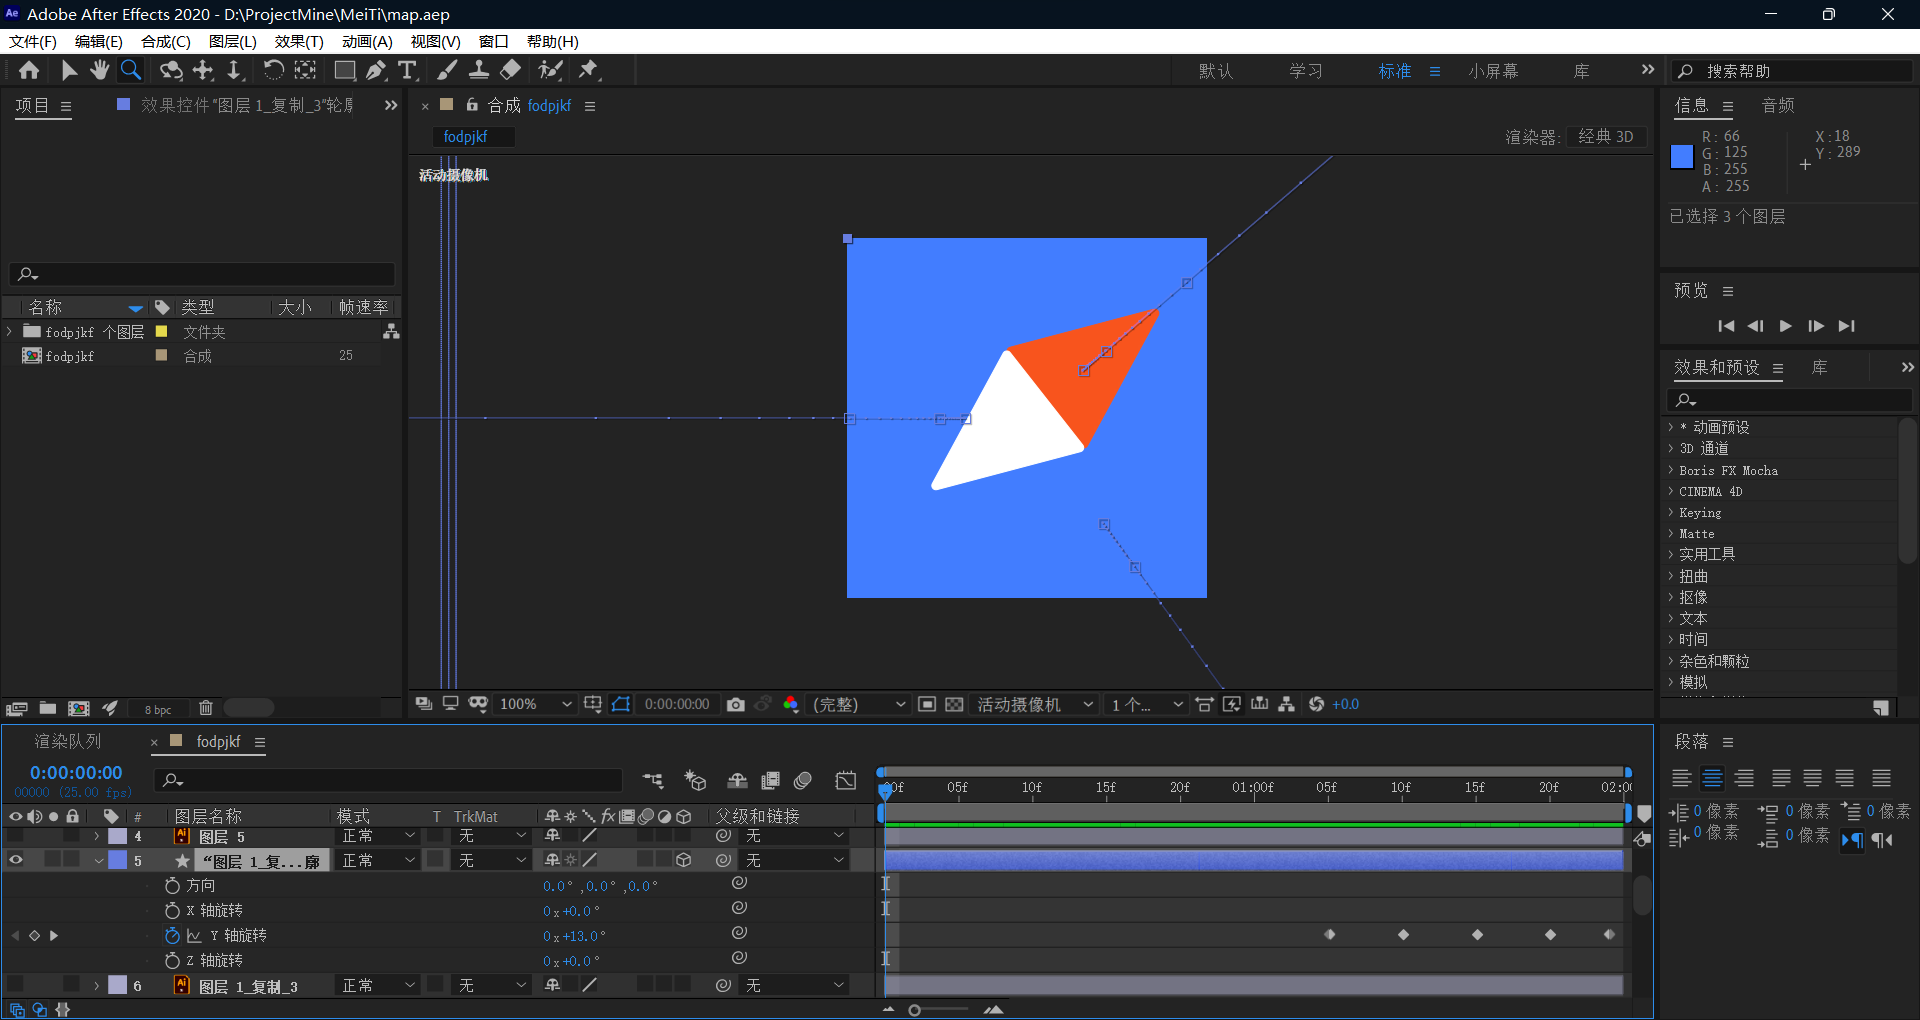 Adobe After Effects 2020 - D:\ProjectMine\MeiTi\map.aep
文件(F) 编辑(E) 合成(C) 图层(L) 效果(T) 动画(A) 视图(V) 窗口 帮助(H)
默认 学习 标准 小屏幕 库 搜索帮助
项目 效果控件 "图层 1_复制_3"轮廓
合成 fodpjkf
fodpjkf
渲染器: 经典 3D
活动摄像机
名称 类型 大小 帧速率
fodpjkf 个图层 文件夹
fodpjkf 合成 25
8 bpc
100% 0:00:00:00 (完整) 活动摄像机 1 个... +0.0
信息 音频
R: 66
G: 125
B: 255
A: 255
X: 18
Y: 289
已选择 3 个图层
预览
效果和预设 库
* 动画预设
3D 通道
Boris FX Mocha
CINEMA 4D
Keying
Matte
实用工具
扭曲
抠像
文本
时间
杂色和颗粒
模拟
渲染队列 fodpjkf
0:00:00:00
00000 (25.00 fps)
05f 10f 15f 20f 01:00f 05f 10f 15f 20f 02:0
# 图层名称 模式 T TrkMat 父级和链接
4 图层 5 正常 无 无
5 "图层 1_复...廓 正常 无 无
方向 0.0°,0.0°,0.0°
X 轴旋转 0x+0.0°
Y 轴旋转 0x+13.0°
Z 轴旋转 0x+0.0°
6 图层 1_复制_3 正常 无 无
段落
0 像素 0 像素 0 像素
0 像素 0 像素